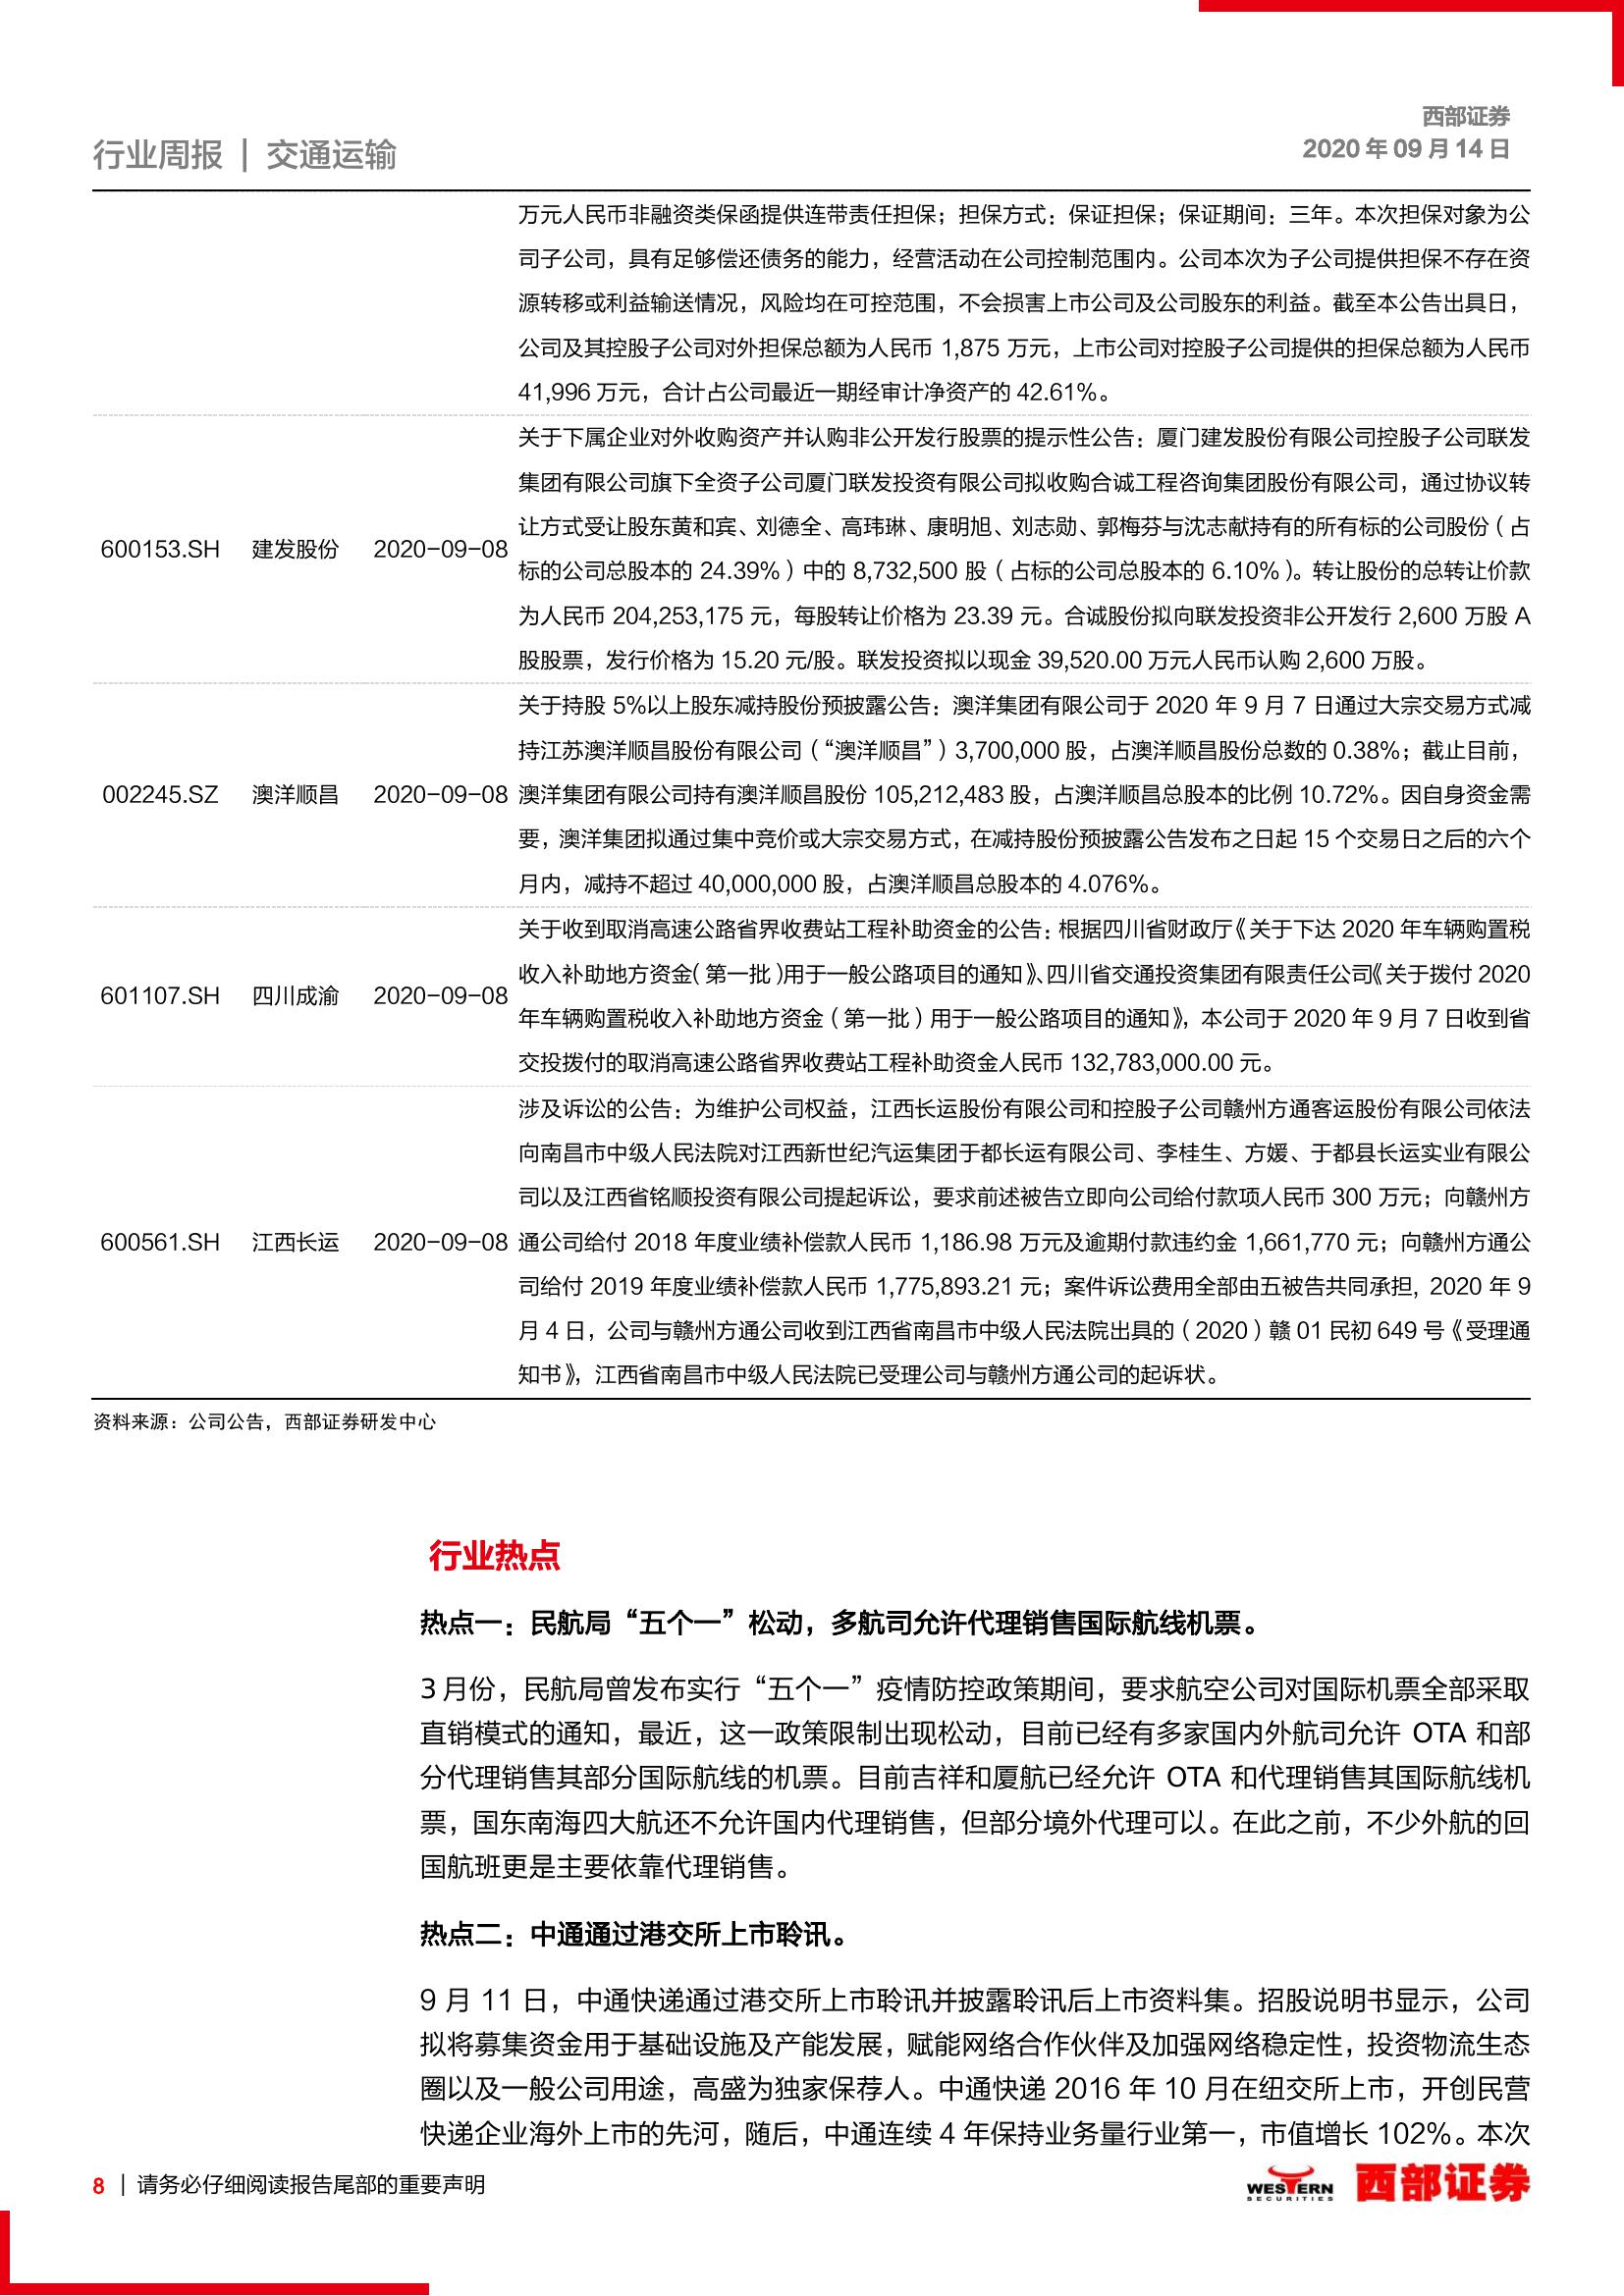 西部证券
行业周报 | 交通运输
2020 年 09 月 14 日
万元人民币非融资类保函提供连带责任担保；担保方式：保证担保；保证期间：三年。本次担保对象为公
司子公司，具有足够偿还债务的能力，经营活动在公司控制范围内。公司本次为子公司提供担保不存在资
源转移或利益输送情况，风险均在可控范围，不会损害上市公司及公司股东的利益。截至本公告出具日，
公司及其控股子公司对外担保总额为人民币 1,875 万元，上市公司对控股子公司提供的担保总额为人民币
41,996 万元，合计占公司最近一期经审计净资产的 42.61%。
600153.SH 建发股份 2020-09-08
关于下属企业对外收购资产并认购非公开发行股票的提示性公告：厦门建发股份有限公司控股子公司联发
集团有限公司旗下全资子公司厦门联发投资有限公司拟收购合诚工程咨询集团股份有限公司，通过协议转
让方式受让股东黄和宾、刘德全、高玮琳、康明旭、刘志勋、郭梅芬与沈志献持有的所有标的公司股份（占
标的公司总股本的 24.39%）中的 8,732,500 股（占标的公司总股本的 6.10%）。转让股份的总转让价款
为人民币 204,253,175 元，每股转让价格为 23.39 元。合诚股份拟向联发投资非公开发行 2,600 万股 A
股股票，发行价格为 15.20 元/股。联发投资拟以现金 39,520.00 万元人民币认购 2,600 万股。
002245.SZ 澳洋顺昌 2020-09-08
关于持股 5%以上股东减持股份预披露公告：澳洋集团有限公司于 2020 年 9 月 7 日通过大宗交易方式减
持江苏澳洋顺昌股份有限公司（“澳洋顺昌”）3,700,000 股，占澳洋顺昌股份总数的 0.38%；截止目前，
澳洋集团有限公司持有澳洋顺昌股份 105,212,483 股，占澳洋顺昌总股本的比例 10.72%。因自身资金需
要，澳洋集团拟通过集中竞价或大宗交易方式，在减持股份预披露公告发布之日起 15 个交易日之后的六个
月内，减持不超过 40,000,000 股，占澳洋顺昌总股本的 4.076%。
601107.SH 四川成渝 2020-09-08
关于收到取消高速公路省界收费站工程补助资金的公告：根据四川省财政厅《关于下达 2020 年车辆购置税
收入补助地方资金（第一批）用于一般公路项目的通知》、四川省交通投资集团有限责任公司《关于拨付 2020
年车辆购置税收入补助地方资金（第一批）用于一般公路项目的通知》，本公司于 2020 年 9 月 7 日收到省
交投拨付的取消高速公路省界收费站工程补助资金人民币 132,783,000.00 元。
600561.SH 江西长运 2020-09-08
涉及诉讼的公告：为维护公司权益，江西长运股份有限公司和控股子公司赣州方通客运股份有限公司依法
向南昌市中级人民法院对江西新世纪汽运集团于都长运有限公司、李桂生、方媛、于都县长运实业有限公
司以及江西省铭顺投资有限公司提起诉讼，要求前述被告立即向公司给付款项人民币 300 万元；向赣州方
通公司给付 2018 年度业绩补偿款人民币 1,186.98 万元及逾期付款违约金 1,661,770 元；向赣州方通公
司给付 2019 年度业绩补偿款人民币 1,775,893.21 元；案件诉讼费用全部由五被告共同承担, 2020 年 9
月 4 日，公司与赣州方通公司收到江西省南昌市中级人民法院出具的（2020）赣 01 民初 649 号《受理通
知书》，江西省南昌市中级人民法院已受理公司与赣州方通公司的起诉状。
资料来源：公司公告，西部证券研发中心
行业热点
热点一：民航局“五个一”松动，多航司允许代理销售国际航线机票。
3 月份，民航局曾发布实行“五个一”疫情防控政策期间，要求航空公司对国际机票全部采取
直销模式的通知，最近，这一政策限制出现松动，目前已经有多家国内外航司允许 OTA 和部
分代理销售其部分国际航线的机票。目前吉祥和厦航已经允许 OTA 和代理销售其国际航线机
票，国东南海四大航还不允许国内代理销售，但部分境外代理可以。在此之前，不少外航的回
国航班更是主要依靠代理销售。
热点二：中通通过港交所上市聆讯。
9 月 11 日，中通快递通过港交所上市聆讯并披露聆讯后上市资料集。招股说明书显示，公司
拟将募集资金用于基础设施及产能发展，赋能网络合作伙伴及加强网络稳定性，投资物流生态
圈以及一般公司用途，高盛为独家保荐人。中通快递 2016 年 10 月在纽交所上市，开创民营
快递企业海外上市的先河，随后，中通连续 4 年保持业务量行业第一，市值增长 102%。本次
8 | 请务必仔细阅读报告尾部的重要声明
WESTERN
SECURITIES
西部证券